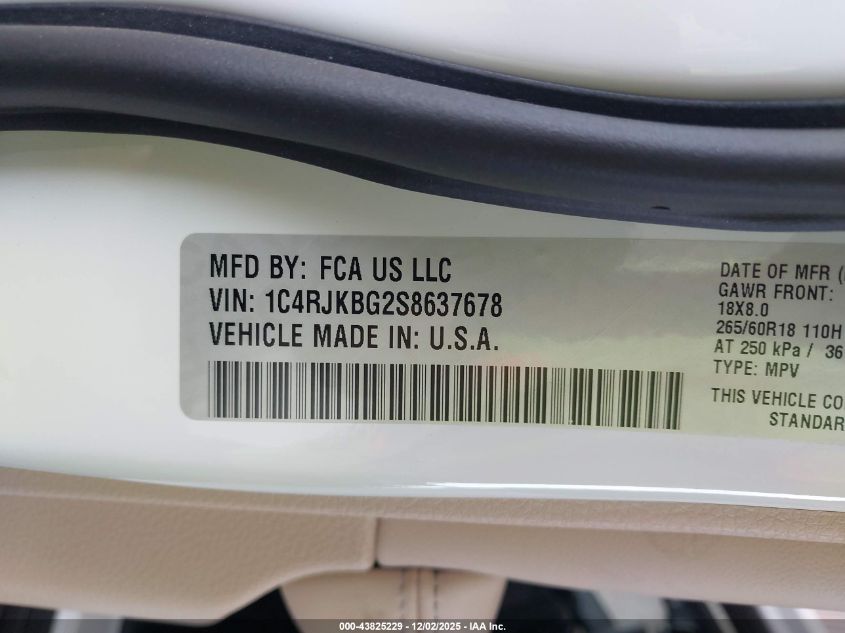 MFD BY: FCA US LLC
VIN: 1C4RJKBG2S8637678
VEHICLE MADE IN: U.S.A.
DATE OF MFR (
GAWR FRONT:
18X8.0
265/60R18 110H
AT 250 kPa / 36
TYPE: MPV
THIS VEHICLE CO
STANDAR
000-43825229 - 12/02/2025 - IAA Inc.